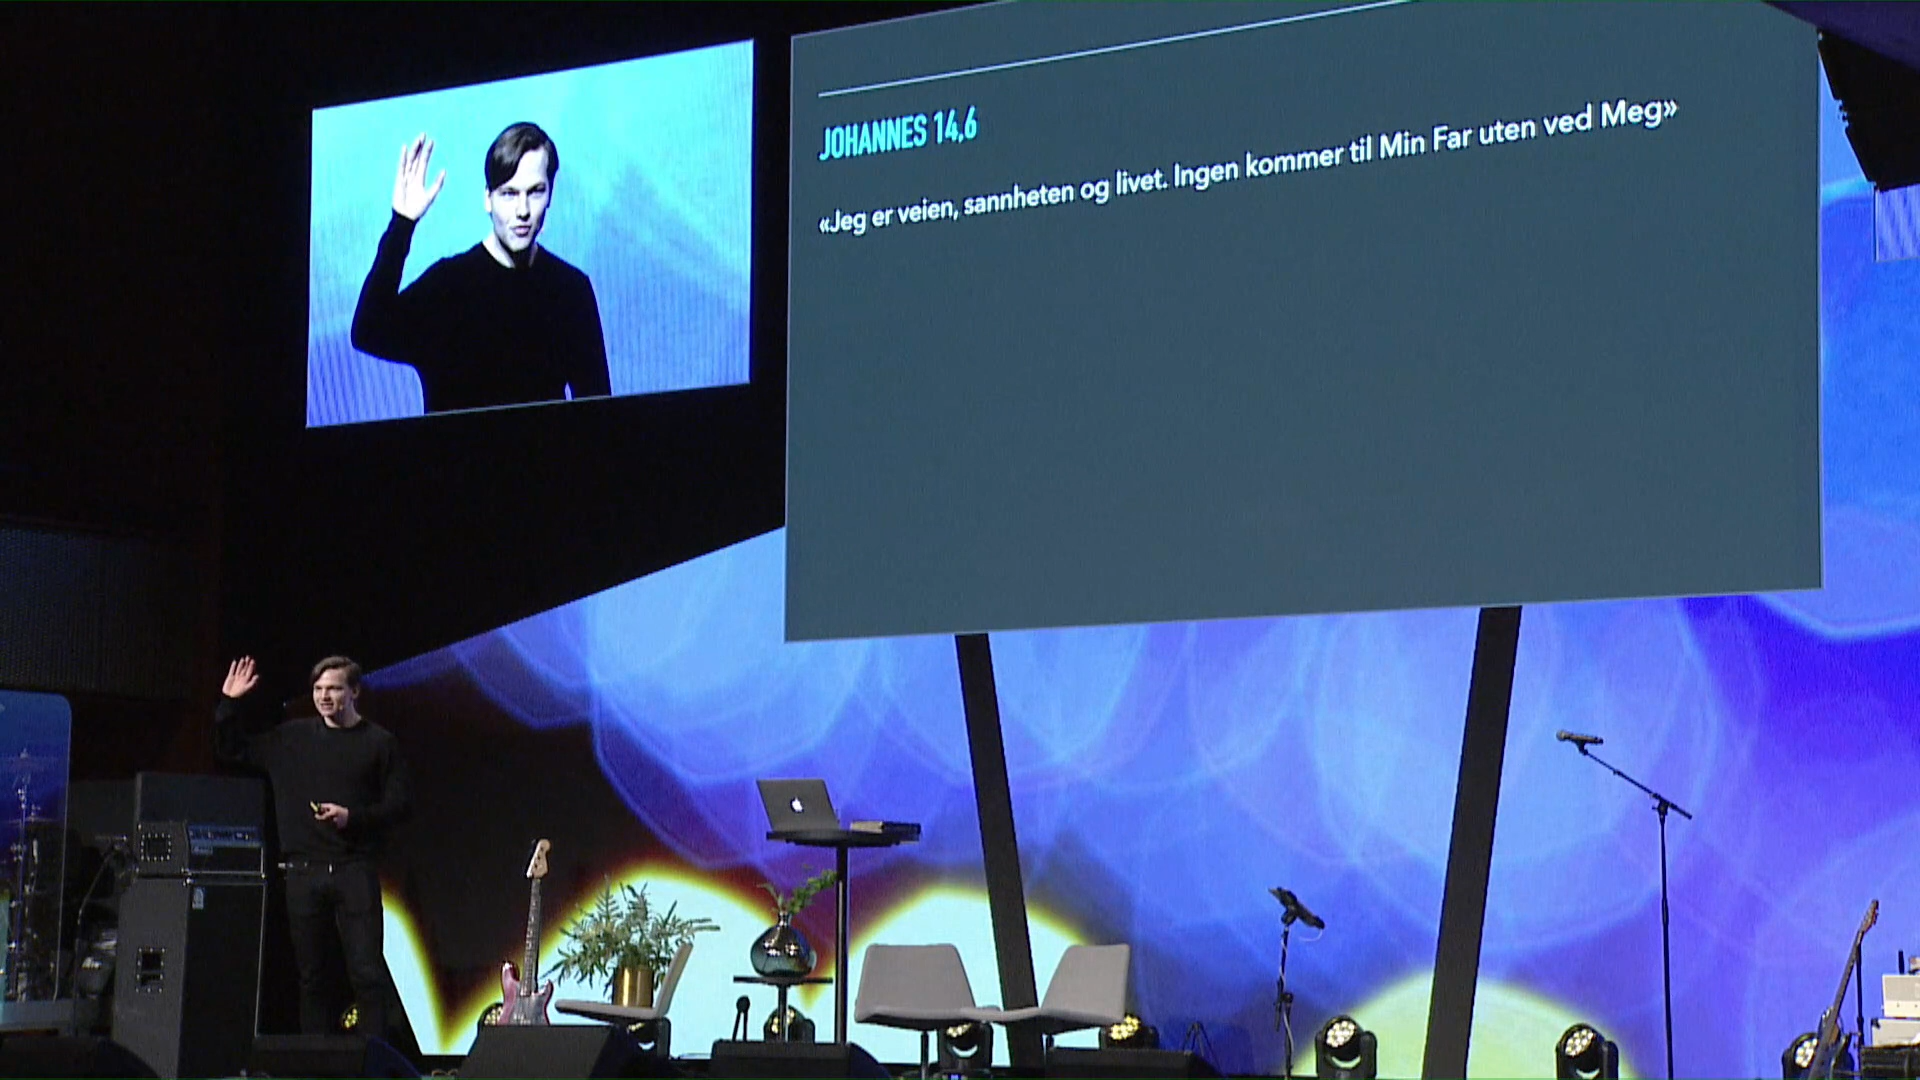 JOHANNES 14,6
«Jeg er veien, sannheten og livet. Ingen kommer til Min Far uten ved Meg»